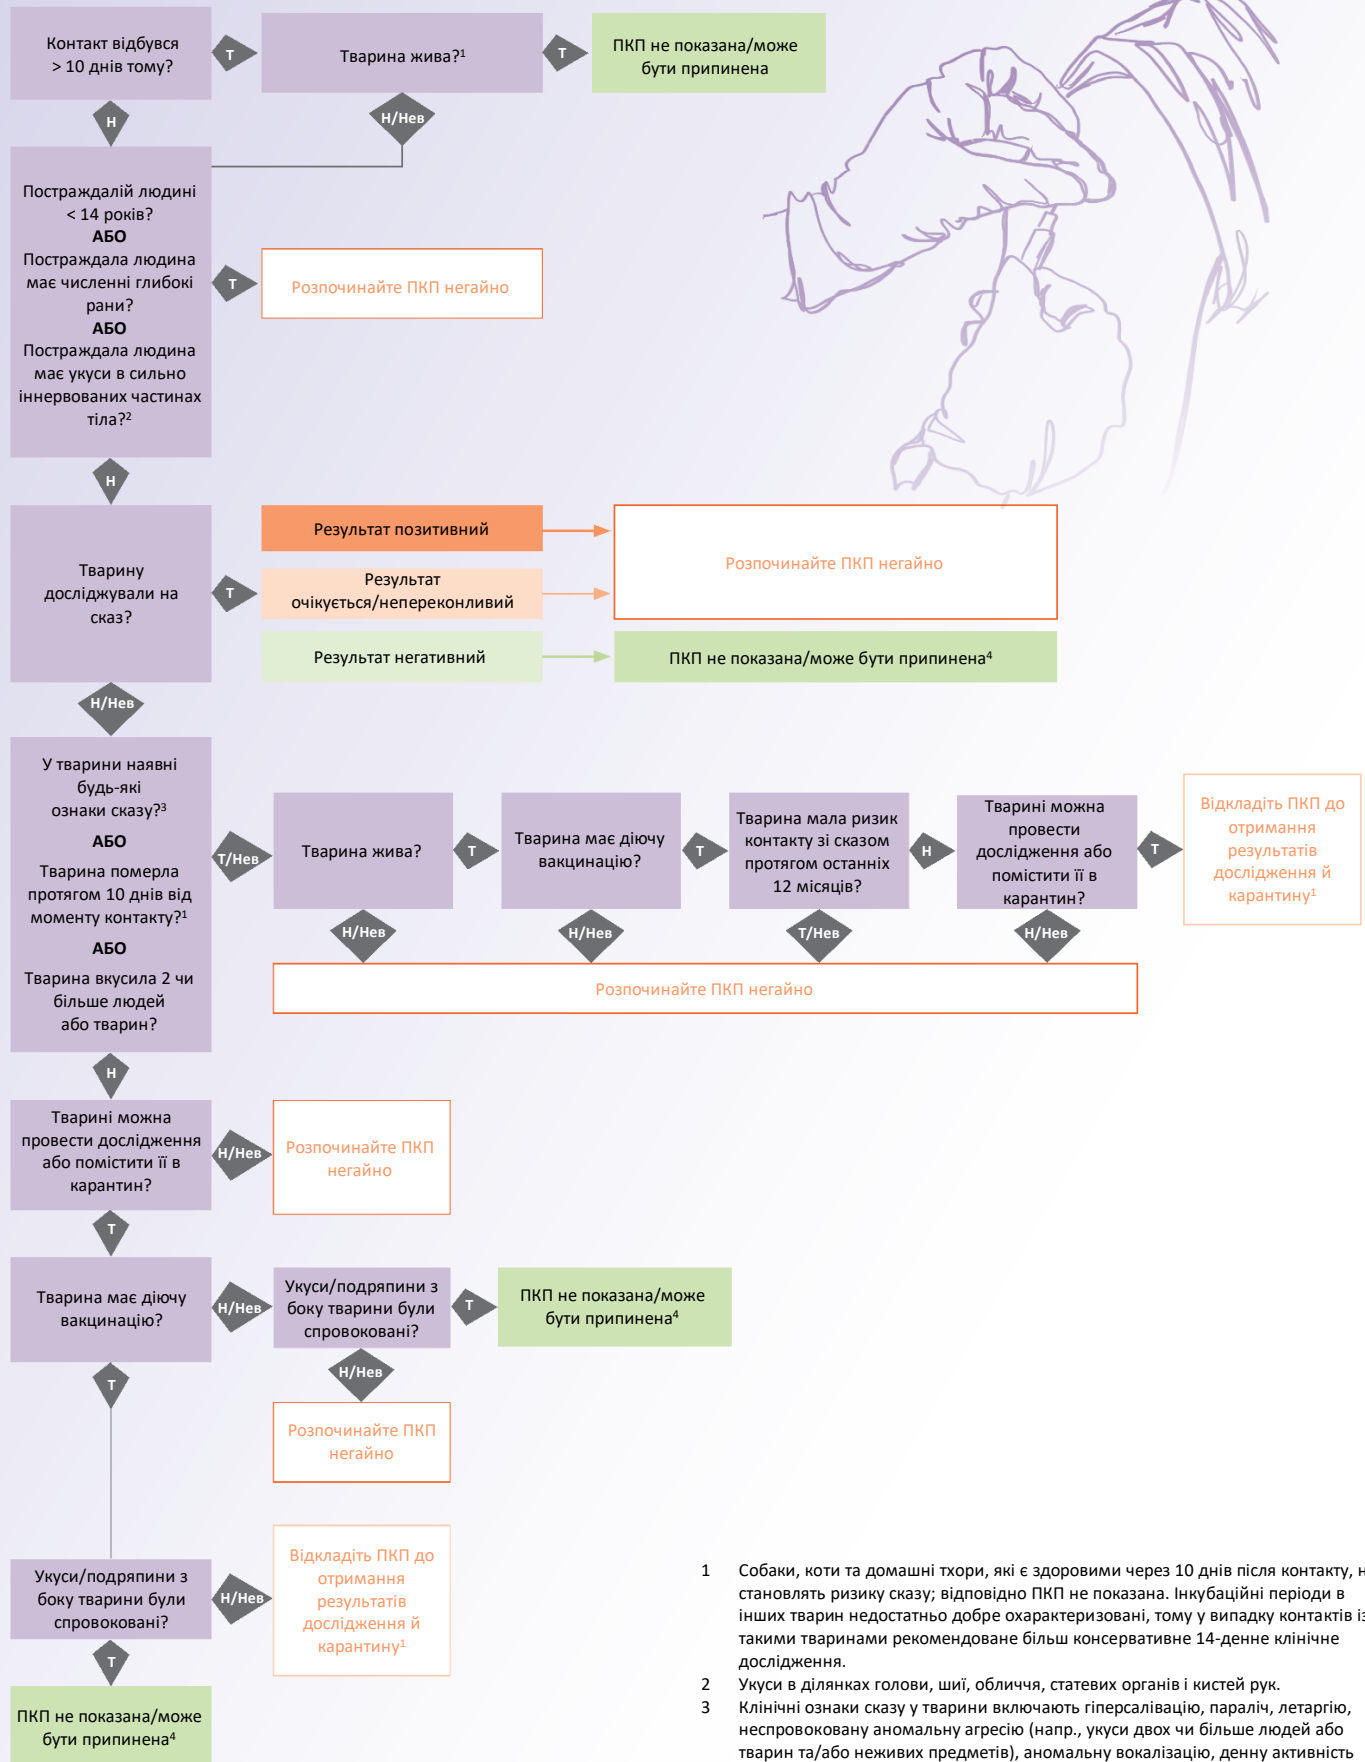 Контакт відбувся
> 10 днів тому?
Т
Тварина жива?¹
Т
ПКП не показана/може
бути припинена
Н
Н/Нев
Постраждалій людині
< 14 років?
АБО
Постраждала людина
має численні глибокі
рани?
АБО
Постраждала людина
має укуси в сильно
іннервованих частинах
тіла?²
Т
Розпочинайте ПКП негайно
Н
Тварину
досліджували на
сказ?
Т
Результат позитивний
Результат
очікується/непереконливий
Розпочинайте ПКП негайно
Результат негативний
ПКП не показана/може бути припинена⁴
Н/Нев
У тварини наявні
будь-які
ознаки сказу?³
АБО
Тварина померла
протягом 10 днів від
моменту контакту?¹
АБО
Тварина вкусила 2 чи
більше людей
або тварин?
Т/Нев
Тварина жива?
Т
Тварина має діючу
вакцинацію?
Т
Тварина мала ризик
контакту зі сказом
протягом останніх
12 місяців?
Н
Тварині можна
провести
дослідження або
помістити її в
карантин?
Т
Відкладіть ПКП до
отримання
результатів
дослідження й
карантину¹
Н/Нев
Н/Нев
Т/Нев
Н/Нев
Розпочинайте ПКП негайно
Н
Тварині можна
провести дослідження
або помістити її в
карантин?
Н/Нев
Розпочинайте ПКП
негайно
Т
Тварина має діючу
вакцинацію?
Н/Нев
Укуси/подряпини з
боку тварини були
спровоковані?
Т
ПКП не показана/може
бути припинена⁴
Н/Нев
Розпочинайте ПКП
негайно
Т
Укуси/подряпини з
боку тварини були
спровоковані?
Н/Нев
Відкладіть ПКП до
отримання
результатів
дослідження й
карантину¹
Т
ПКП не показана/може
бути припинена⁴
1 Собаки, коти та домашні тхори, які є здоровими через 10 днів після контакту, н
становлять ризику сказу; відповідно ПКП не показана. Інкубаційні періоди в
інших тварин недостатньо добре охарактеризовані, тому у випадку контактів із
такими тваринами рекомендоване більш консервативне 14-денне клінічне
дослідження.
2 Укуси в ділянках голови, шиї, обличчя, статевих органів і кистей рук.
3 Клінічні ознаки сказу у тварини включають гіперсалівацію, параліч, летаргію,
неспровоковану аномальну агресію (напр., укуси двох чи більше людей або
тварин та/або неживих предметів), аномальну вокалізацію, денну активність